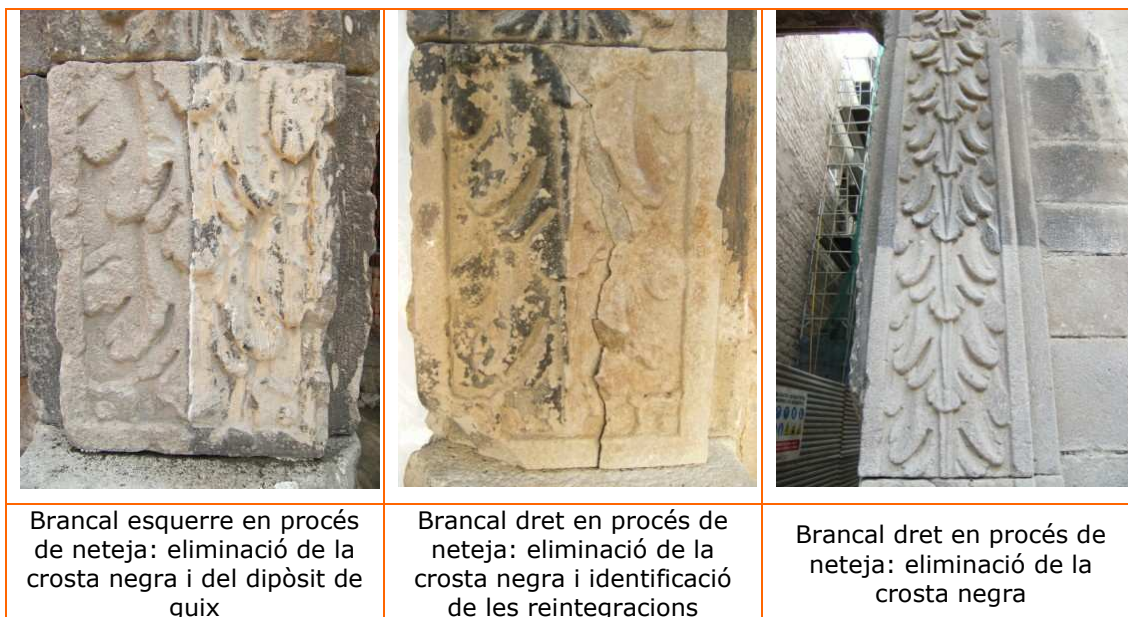 Brancal esquerre en procés
de neteja: eliminació de la
crosta negra i del dipòsit de
guix
Brancal dret en procés de
neteja: eliminació de la
crosta negra i identificació
de les reintegracions
Brancal dret en procés de
neteja: eliminació de la
crosta negra